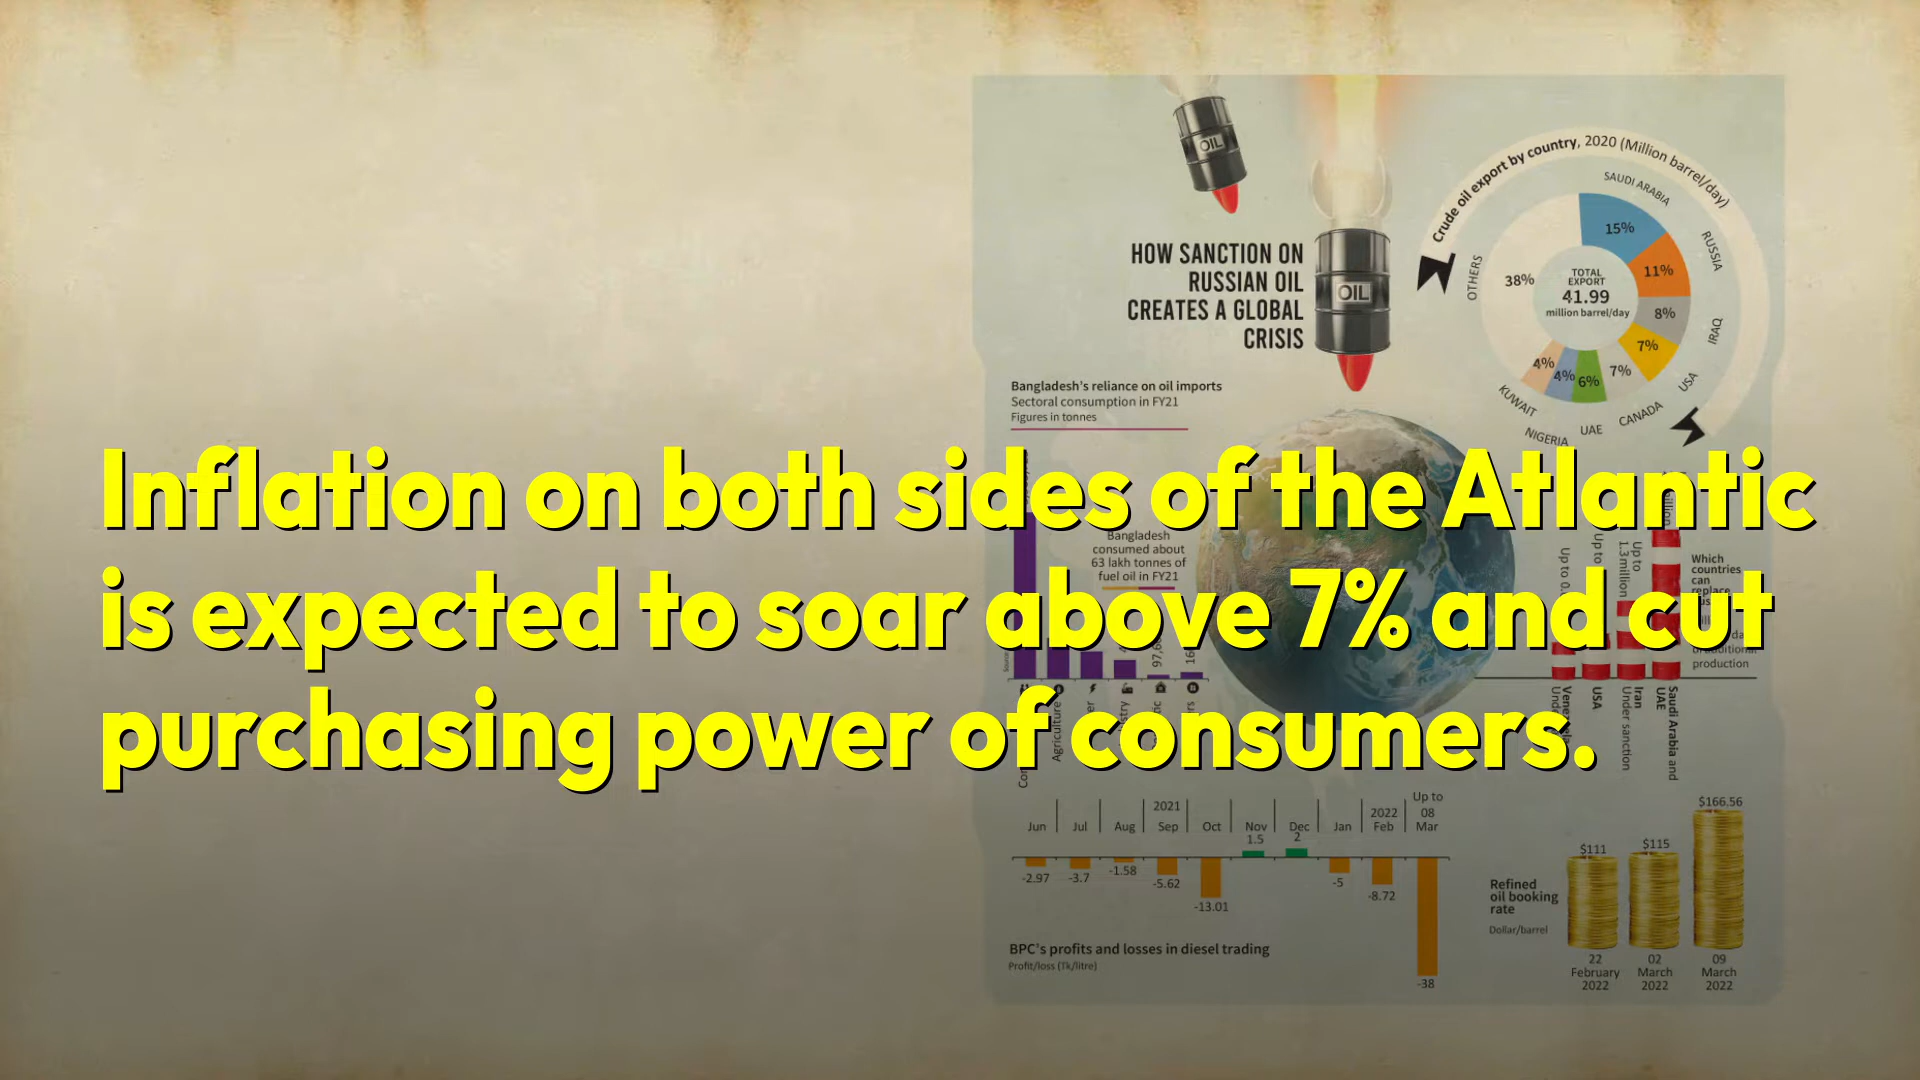 Inflation on both sides of the Atlantic
is expected to soar above 7% and cut
purchasing power of consumers.
OIL
OIL
HOW SANCTION ON
RUSSIAN OIL
CREATES A GLOBAL
CRISIS
Crude oil export by country, 2020 (Million barrel/day)
SAUDI ARABIA
15%
RUSSIA
11%
IRAQ
8%
USA
7%
CANADA
7%
UAE
6%
NIGERIA
4%
KUWAIT
4%
OTHERS
38%
TOTAL
EXPORT
41.99
million barrel/day
Bangladesh's reliance on oil imports
Sectoral consumption in FY21
Figures in tonnes
Bangladesh
consumed about
63 lakh tonnes of
fuel oil in FY21
Agriculture
Which
countries
can
replace
production
Up to
Up to
1.3 million
USA
Iran
Under sanction
Saudi Arabia and
UAE
2021
2022
Up to
08
Jun
Jul
Aug
Sep
Oct
Nov
Dec
Jan
Feb
Mar
-2.97
-3.7
-1.58
-5.62
-13.01
1.5
2
-5
-8.72
-38
BPC's profits and losses in diesel trading
Profit/loss (Tk/litre)
Refined
oil booking
rate
Dollar/barrel
$111
$115
$166.56
22
February
2022
02
March
2022
09
March
2022